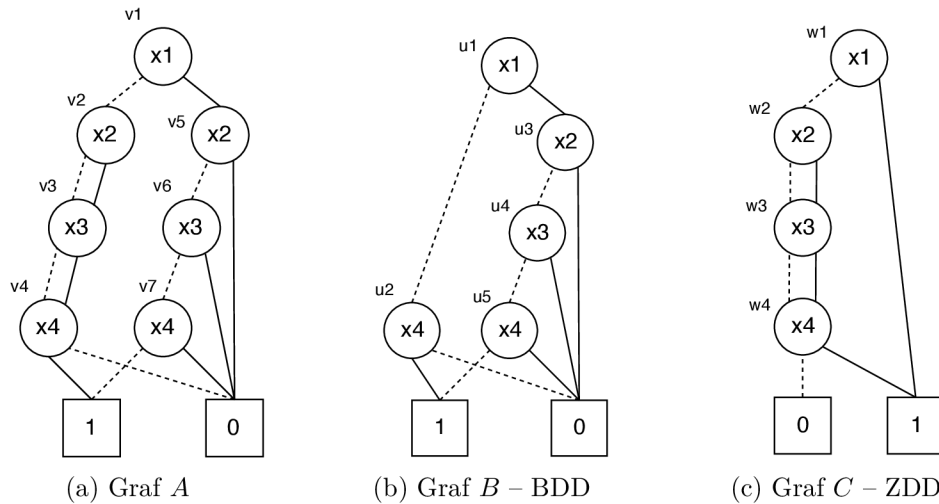 v1
x1
v2
x2
v5
x2
v3
x3
v6
x3
v4
x4
v7
x4
1
0
(a) Graf A
u1
x1
u3
x2
u4
x3
u2
x4
u5
x4
1
0
(b) Graf B – BDD
w1
x1
w2
x2
w3
x3
w4
x4
0
1
(c) Graf C – ZDD